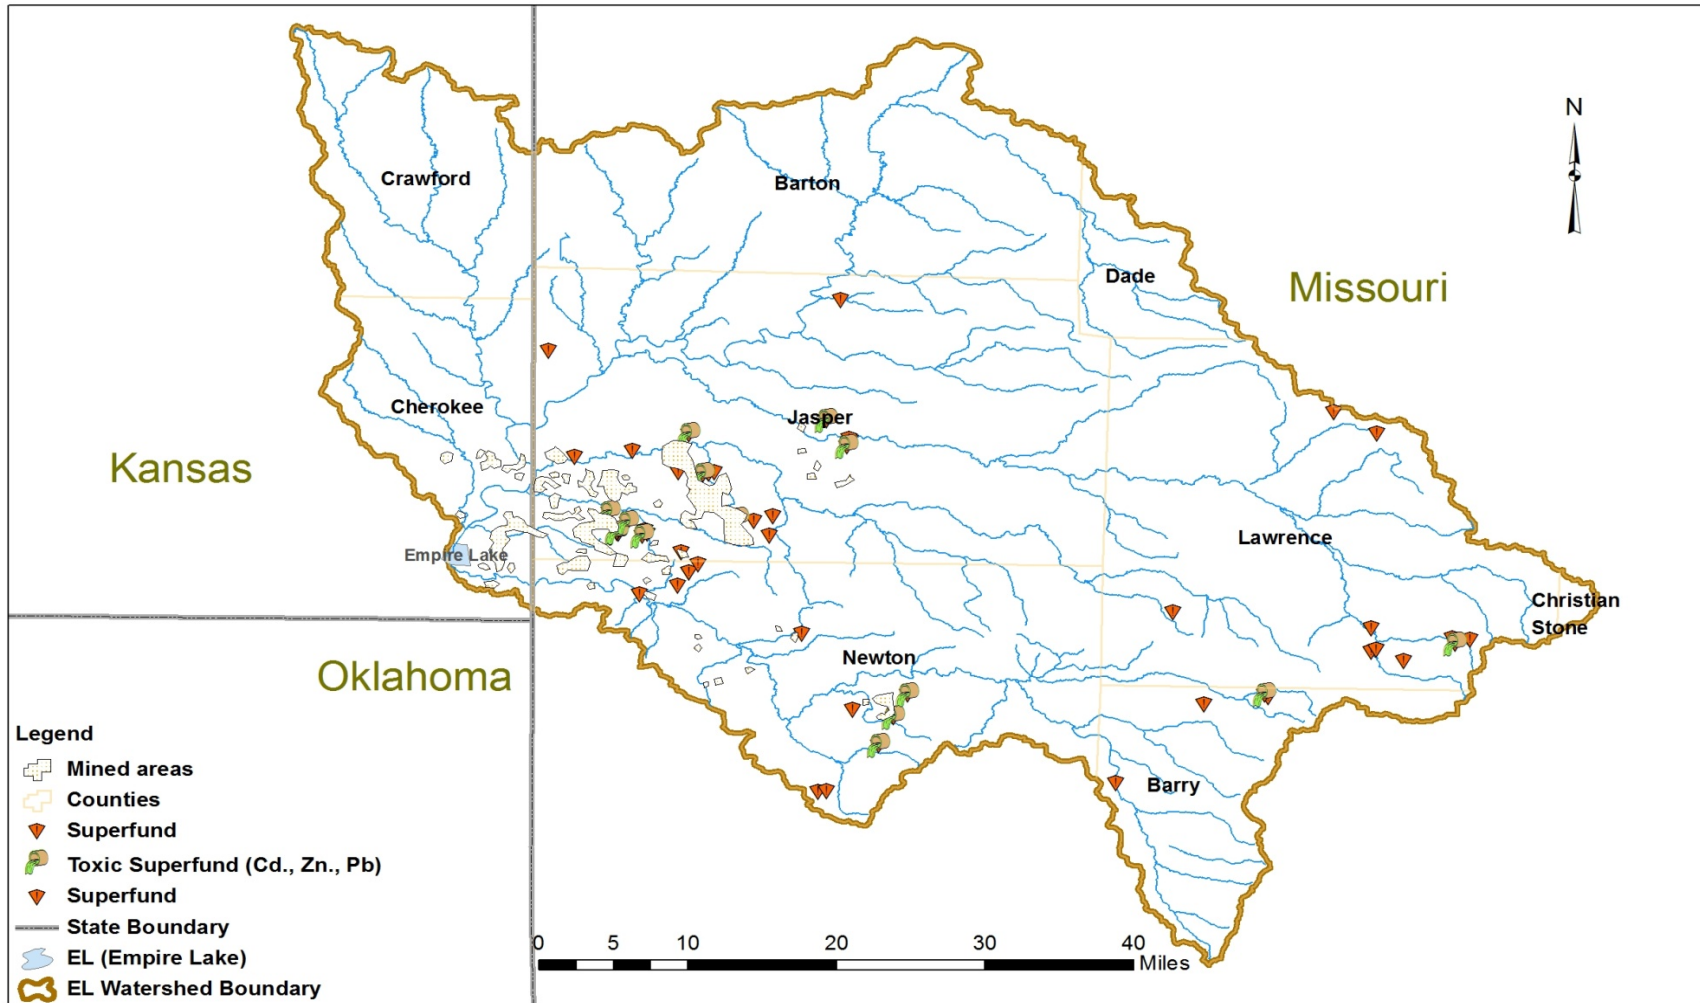 N
Crawford
Barton
Dade
Missouri
Cherokee
Jasper
Kansas
Lawrence
Empire Lake
Christian
Stone
Oklahoma
Newton
Barry
Legend
Mined areas
Counties
Superfund
Toxic Superfund (Cd., Zn., Pb)
Superfund
State Boundary
EL (Empire Lake)
EL Watershed Boundary
0 5 10 20 30 40
Miles